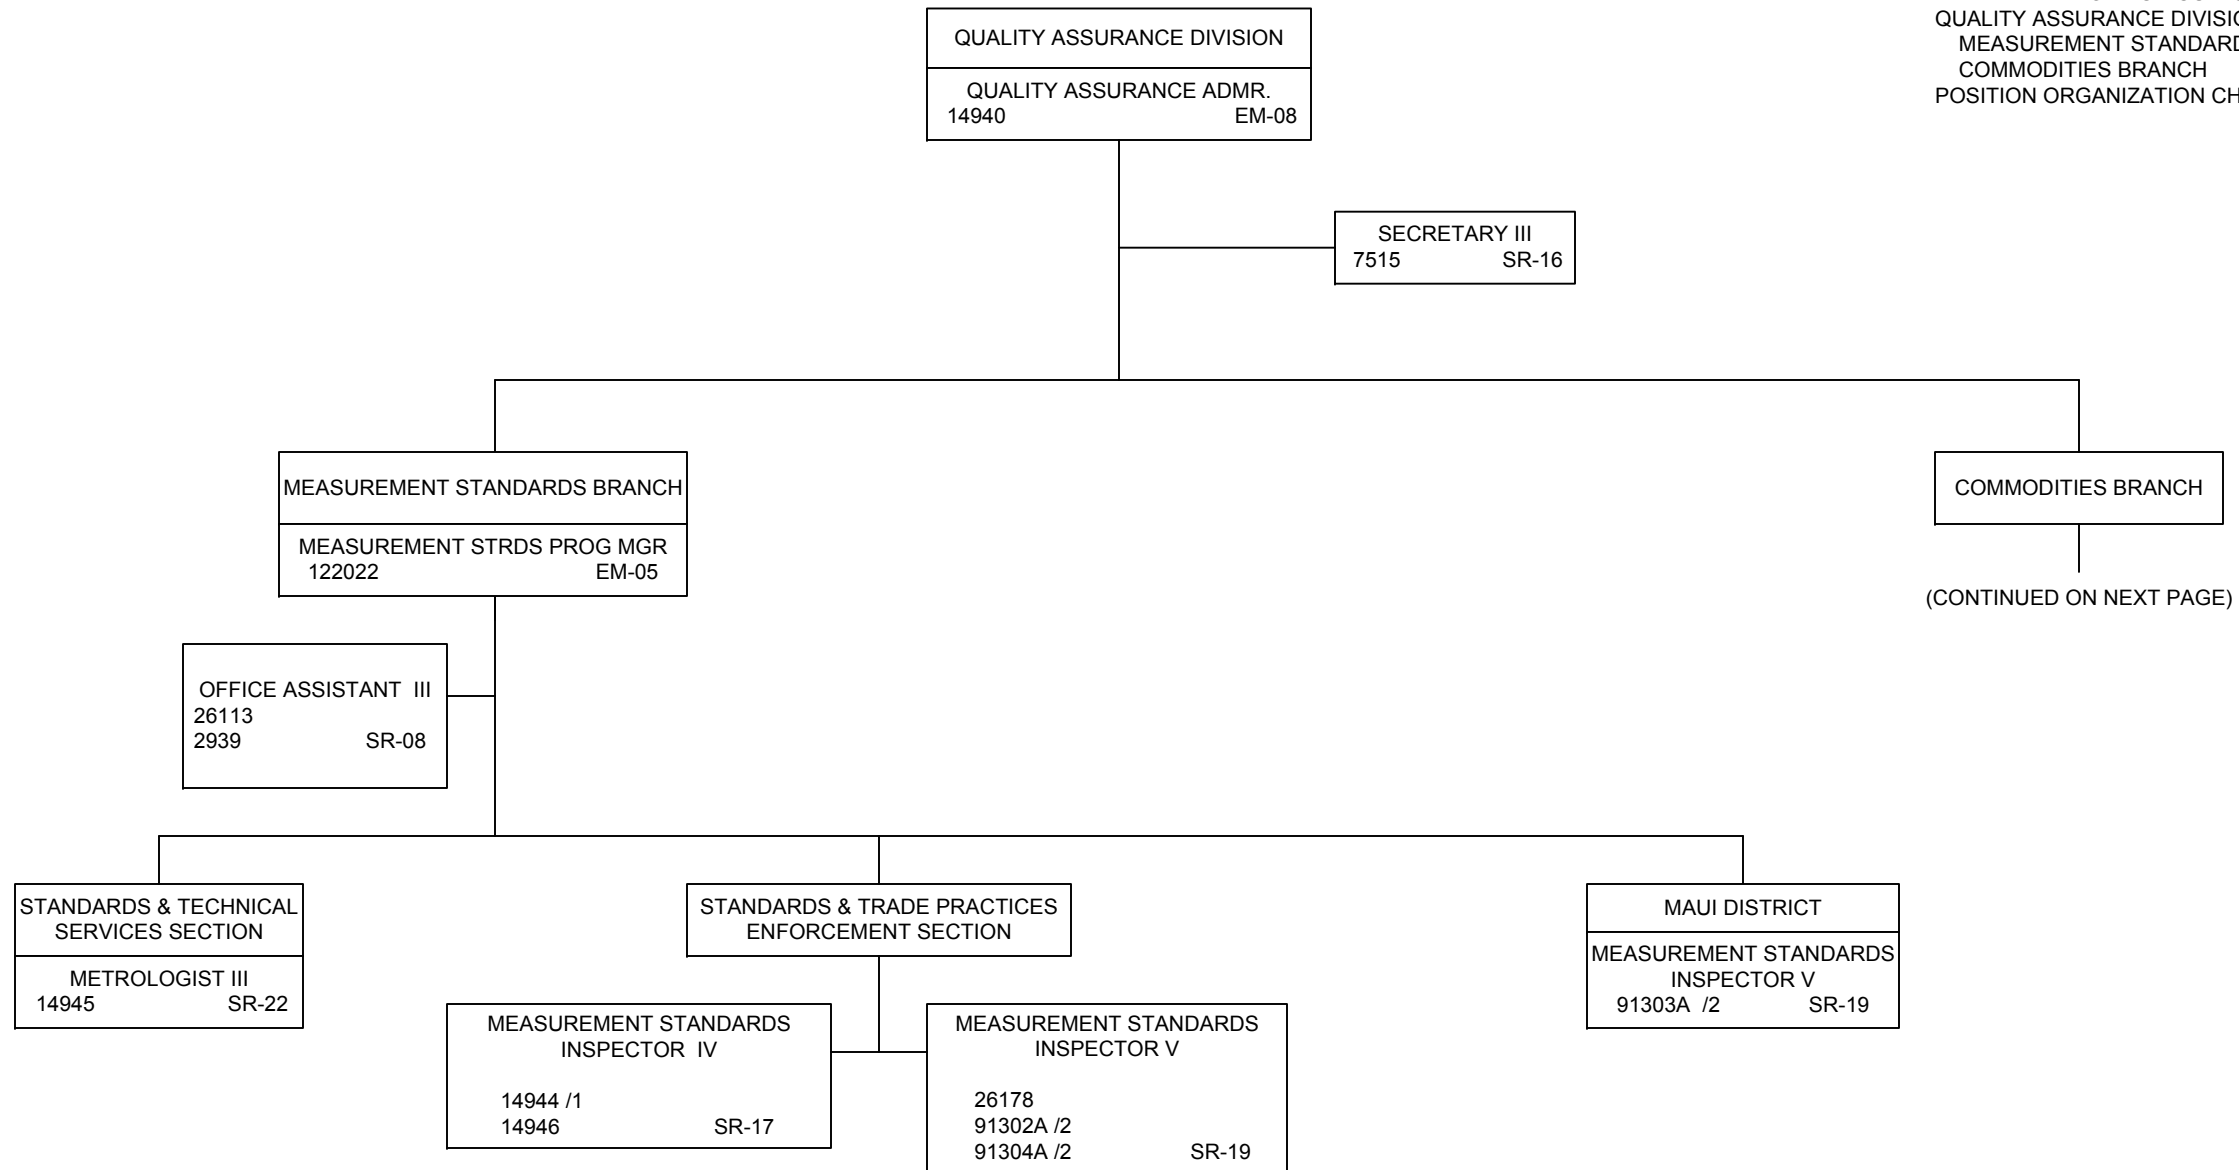 QUALITY ASSURANCE DIVISION
MEASUREMENT
COMMODITIES BRANCH
POSITION ORGANIZATION
QUALITY ASSURANCE DIVISION
QUALITY ASSURANCE ADMR.
14940 EM-08
SECRETARY III
7515 SR-16
MEASUREMENT STANDARDS BRANCH
MEASUREMENT STRDS PROG MGR
122022 EM-05
COMMODITIES BRANCH
(CONTINUED ON NEXT PAGE)
OFFICE ASSISTANT III
26113
2939 SR-08
STANDARDS & TECHNICAL
SERVICES SECTION
METROLOGIST III
14945 SR-22
STANDARDS & TRADE PRACTICES
ENFORCEMENT SECTION
MEASUREMENT STANDARDS
INSPECTOR IV
14944 /1
14946 SR-17
MEASUREMENT STANDARDS
INSPECTOR V
26178
91302A /2
91304A /2 SR-19
MAUI DISTRICT
MEASUREMENT STANDARDS
INSPECTOR V
91303A /2 SR-19